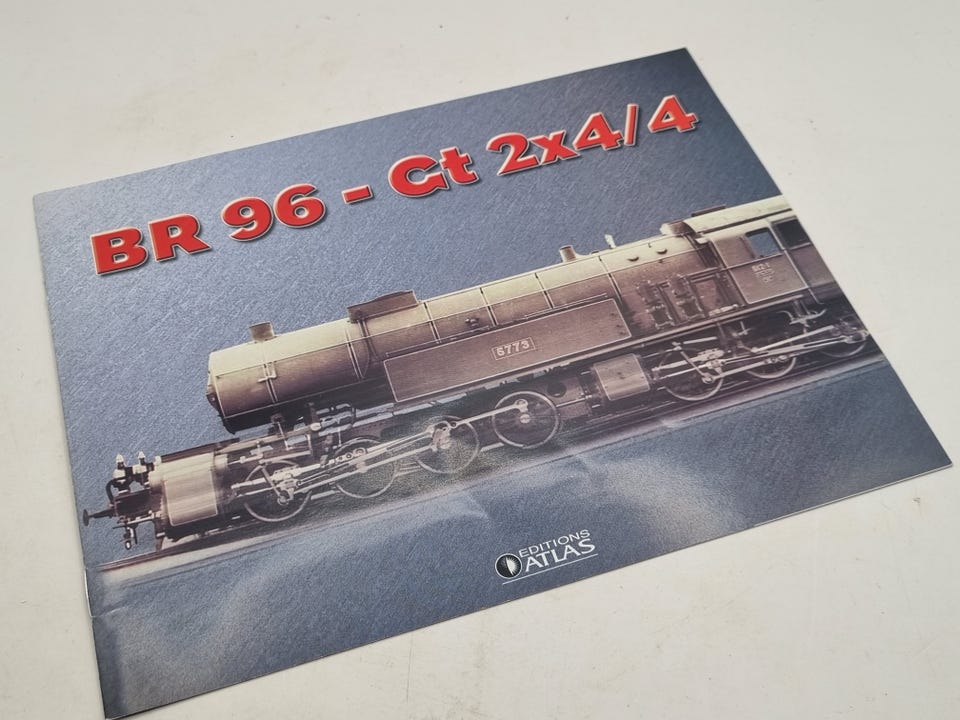 BR 96 - Gt 2x4/4
5773
EDITIONS
ATLAS